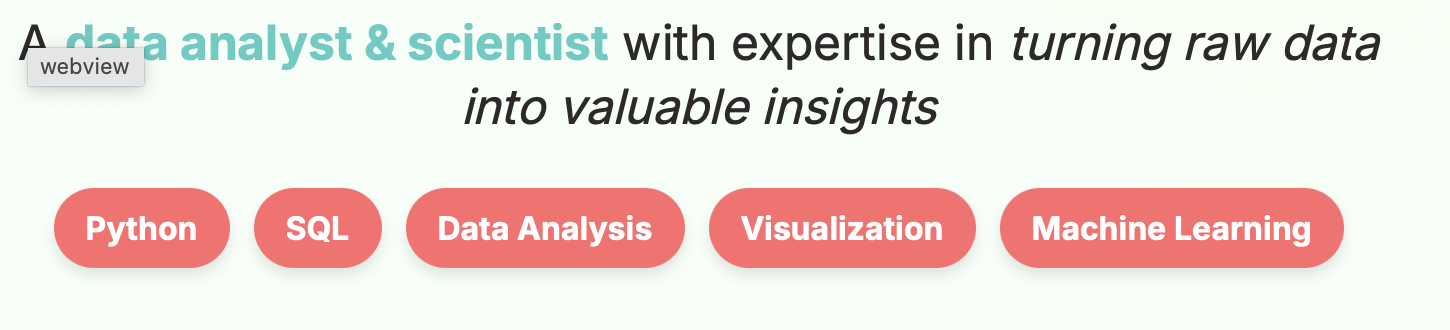 A data analyst & scientist with expertise in turning raw data
webview
into valuable insights
Python
SQL
Data Analysis
Visualization
Machine Learning